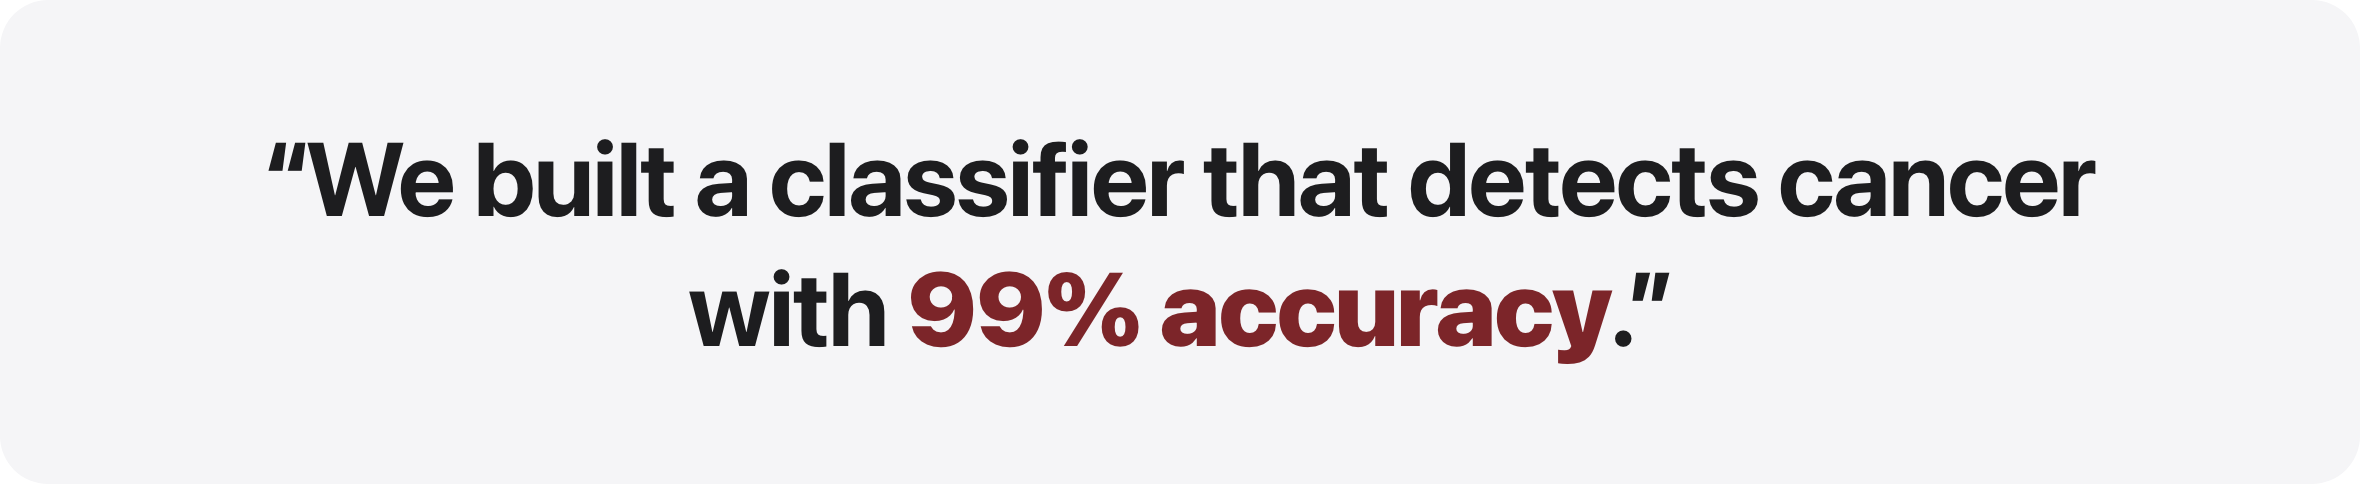 “We built a classifier that detects cancer
with 99% accuracy.”